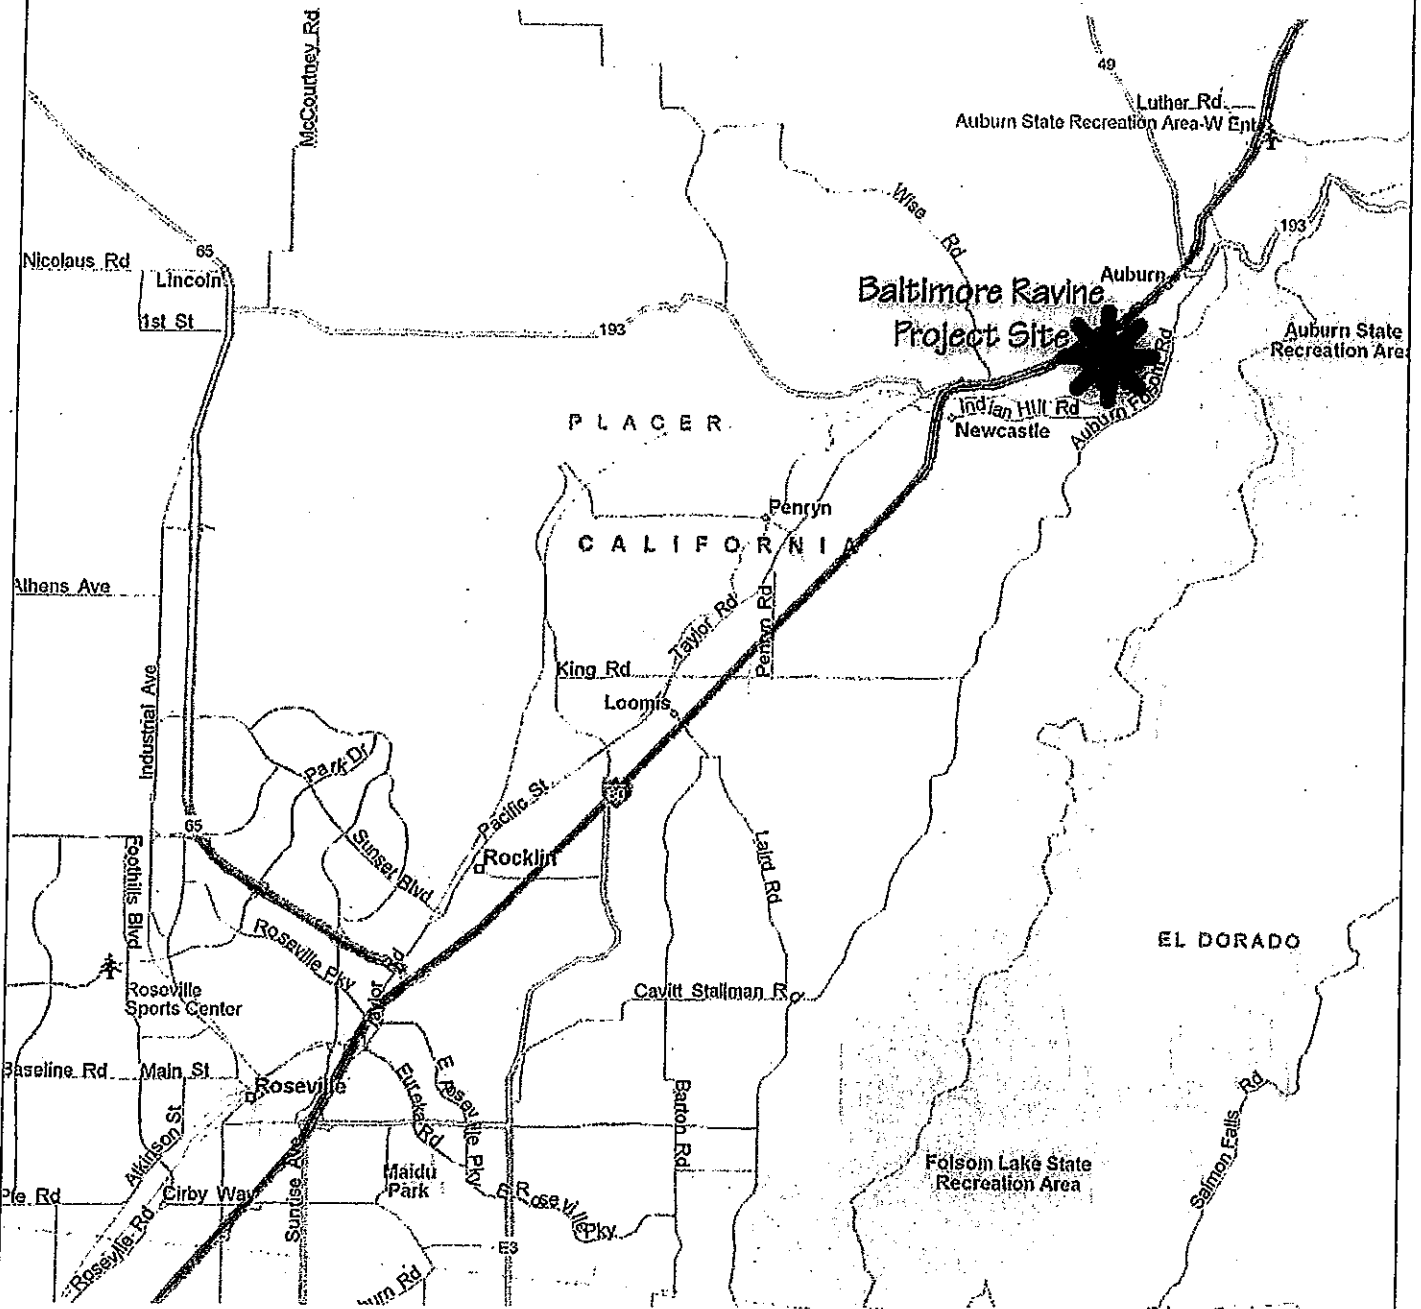 McCourtney Rd
49
Luther Rd
Auburn State Recreation Area-W Ent
Wise Rd
193
65
Nicolaus Rd
Lincoln
Auburn
Baltimore Ravine
Project Site
1st St
193
Auburn State
Recreation Area
Auburn Folsom Rd
Indian Hill Rd
Newcastle
PLACER
Penryn
CALIFORNIA
Athens Ave
Taylor Rd
Penryn Rd
King Rd
Loomis
Industrial Ave
Park Dr
80
Pacific St
65
Sunset Blvd
Rocklin
Foothills Blvd
Laird Rd
Roseville Pky
EL DORADO
Roseville
Sports Center
Taylor Rd
Cavitt Stallman R
Baseline Rd
Main St
Roseville
Eureka Rd
E Roseville Pky
Barton Rd
Salmon Falls Rd
Atkinson St
Maidu
Park
Folsom Lake State
Recreation Area
Cirby Way
Sunrise Ave
E Roseville Pky
Roseville Rd
E3
burn Rd